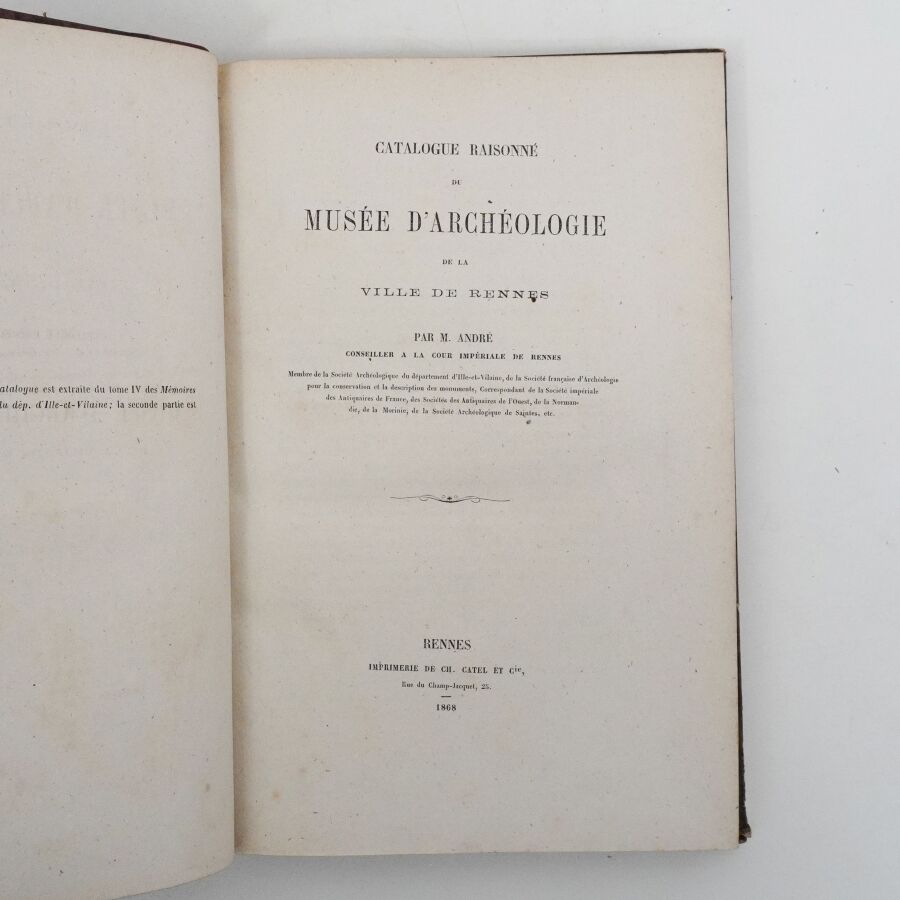 atalogue est extraite du tome IV des Mémoires
du dép. d'Ille-et-Vilaine; la seconde partie est
CATALOGUE RAISONNÉ
DU
MUSÉE D'ARCHÉOLOGIE
DE LA
VILLE DE RENNES
PAR M. ANDRÉ
CONSEILLER A LA COUR IMPÉRIALE DE RENNES
Membre de la Société Archéologique du département d'Ille-et-Vilaine, de la Société française d'Archéologie
pour la conservation et la description des monuments, Correspondant de la Société impériale
des Antiquaires de France, des Sociétés des Antiquaires de l'Ouest, de la Norman-
die, de la Morinie, de la Société Archéologique de Saintes, etc.
RENNES
IMPRIMERIE DE CH. CATEL ET Cie,
Rue du Champ-Jacquet, 25.
1868